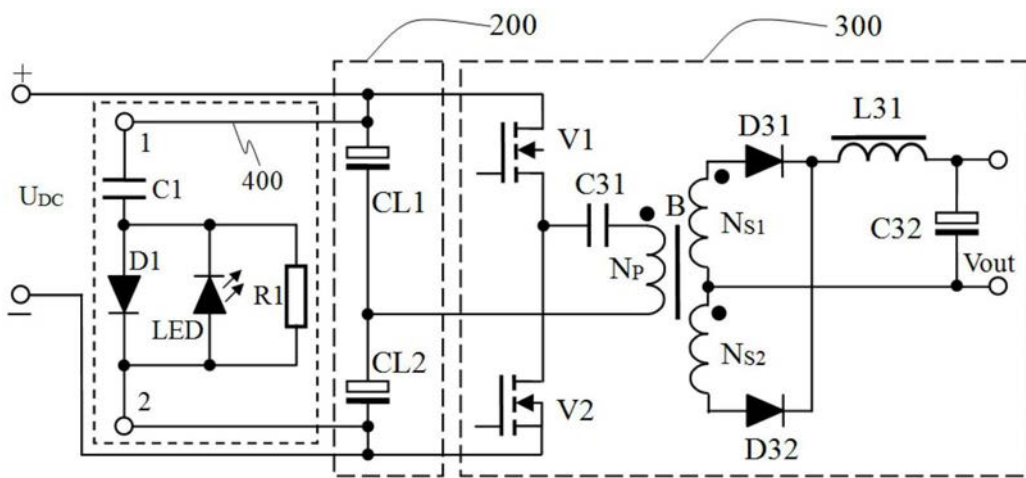 200
300
+
1
400
UDC
C1
D1
LED
R1
2
−
CL1
CL2
V1
V2
C31
B
NP
NS1
NS2
D31
D32
L31
C32
Vout